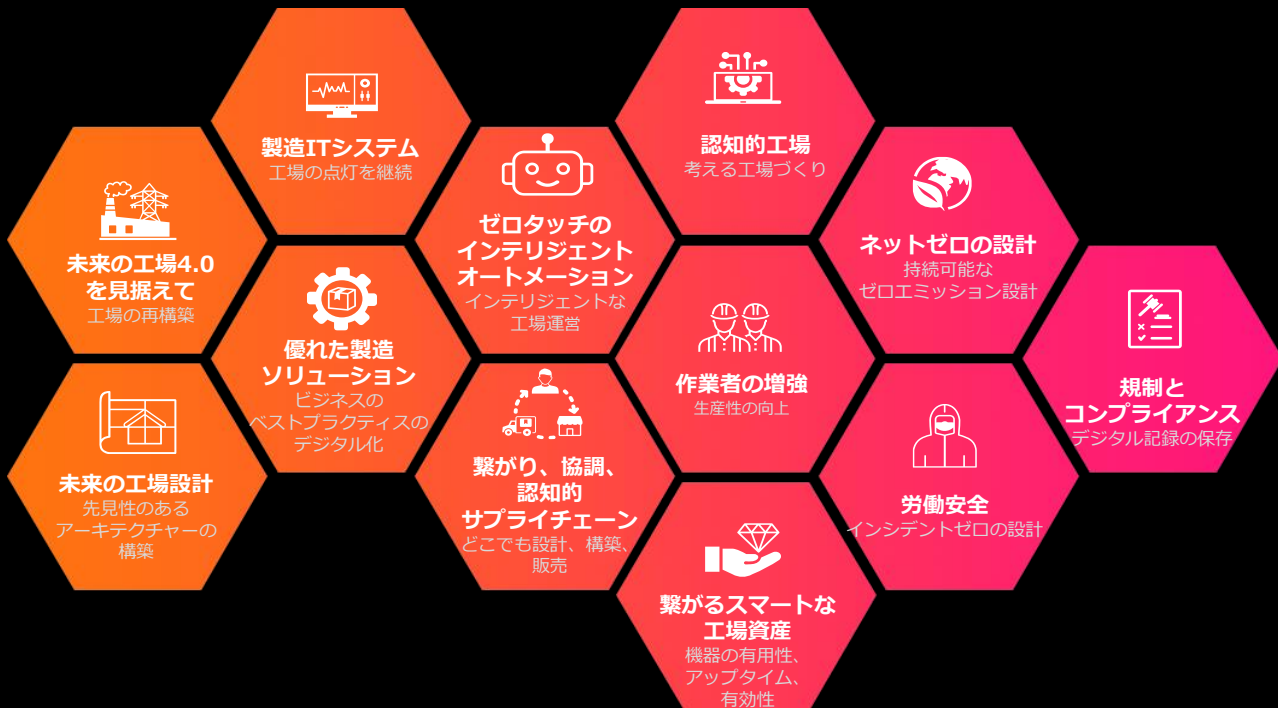 製造ITシステム
工場の点灯を継続
認知的工場
考える工場づくり
未来の工場4.0
を見据えて
工場の再構築
ゼロタッチの
インテリジェント
オートメーション
インテリジェントな
工場運営
ネットゼロの設計
持続可能な
ゼロエミッション設計
優れた製造
ソリューション
ビジネスの
ベストプラクティスの
デジタル化
作業者の増強
生産性の向上
規制と
コンプライアンス
デジタル記録の保存
未来の工場設計
先見性のある
アーキテクチャーの
構築
繋がり、協調、
認知的
サプライチェーン
どこでも設計、構築、
販売
労働安全
インシデントゼロの設計
繋がるスマートな
工場資産
機器の有用性、
アップタイム、
有効性